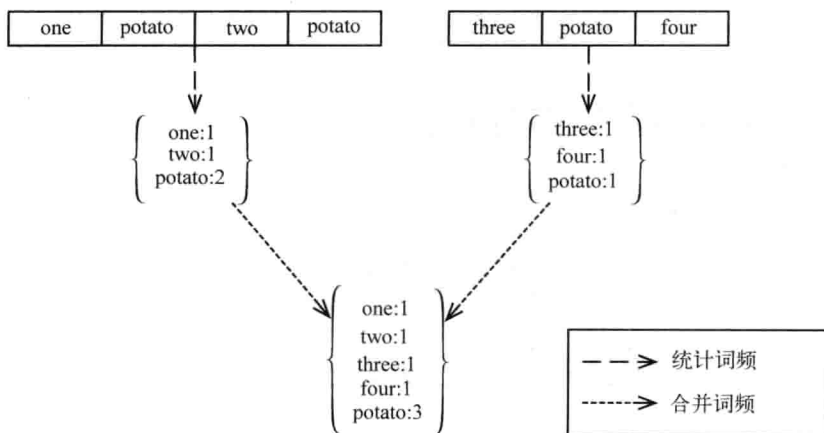 one potato two potato
three potato four
one:1
two:1
potato:2
three:1
four:1
potato:1
one:1
two:1
three:1
four:1
potato:3
统计词频
合并词频